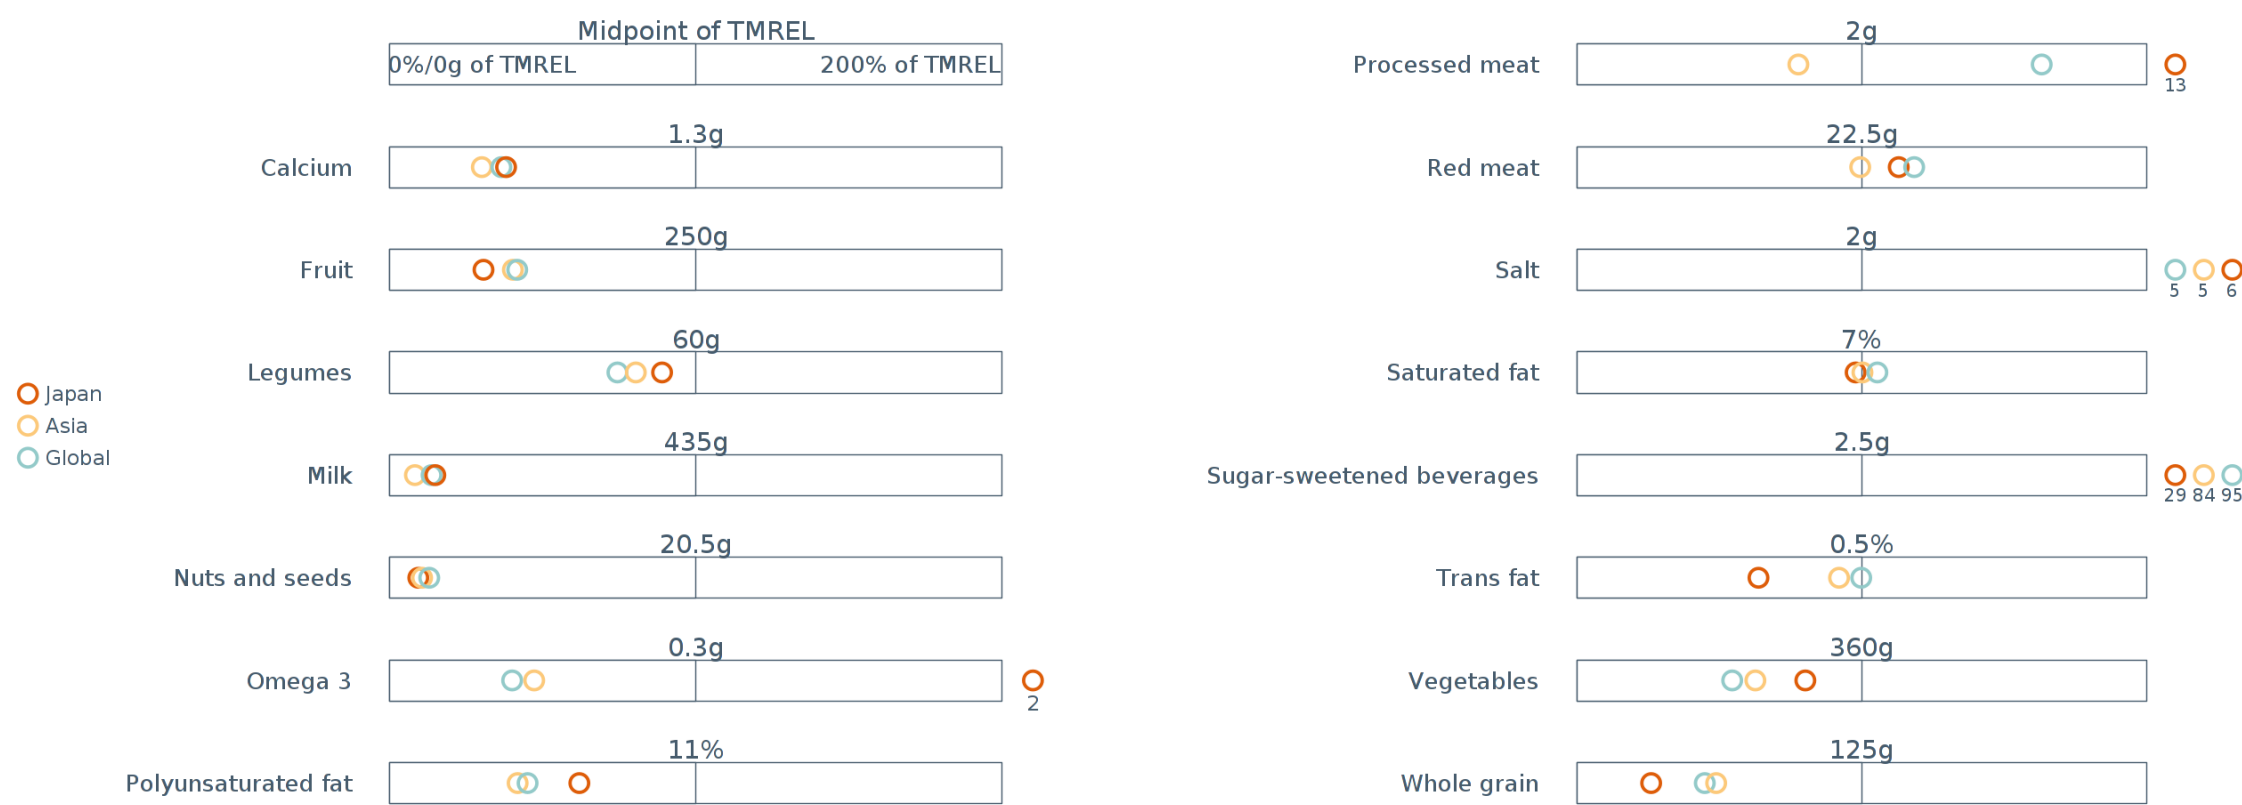 Midpoint of TMREL
0%/0g of TMREL 200% of TMREL
1.3g
Calcium
250g
Fruit
60g
Legumes
435g
Milk
20.5g
Nuts and seeds
0.3g
Omega 3
2
11%
Polyunsaturated fat
Japan
Asia
Global
2g
Processed meat
13
22.5g
Red meat
2g
Salt
5 5 6
7%
Saturated fat
2.5g
Sugar-sweetened beverages
29 84 95
0.5%
Trans fat
360g
Vegetables
125g
Whole grain